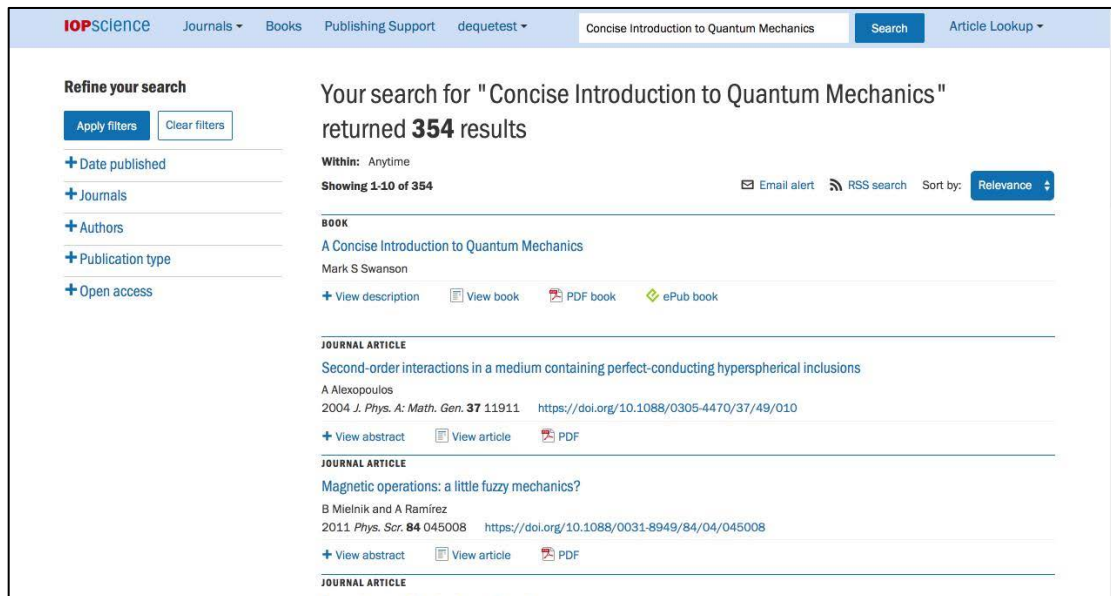 IOPscience Journals Books Publishing Support dequetest Concise Introduction to Quantum Mechanics Search Article Lookup
Refine your search
Apply filters Clear filters
+ Date published
+ Journals
+ Authors
+ Publication type
+ Open access
Your search for "Concise Introduction to Quantum Mechanics"
returned 354 results
Within: Anytime
Showing 1-10 of 354 Email alert RSS search Sort by: Relevance
BOOK
A Concise Introduction to Quantum Mechanics
Mark S Swanson
+ View description View book PDF book ePub book
JOURNAL ARTICLE
Second-order interactions in a medium containing perfect-conducting hyperspherical inclusions
A Alexopoulos
2004 J. Phys. A: Math. Gen. 37 11911 https://doi.org/10.1088/0305-4470/37/49/010
+ View abstract View article PDF
JOURNAL ARTICLE
Magnetic operations: a little fuzzy mechanics?
B Mielnik and A Ramírez
2011 Phys. Scr. 84 045008 https://doi.org/10.1088/0031-8949/84/04/045008
+ View abstract View article PDF
JOURNAL ARTICLE